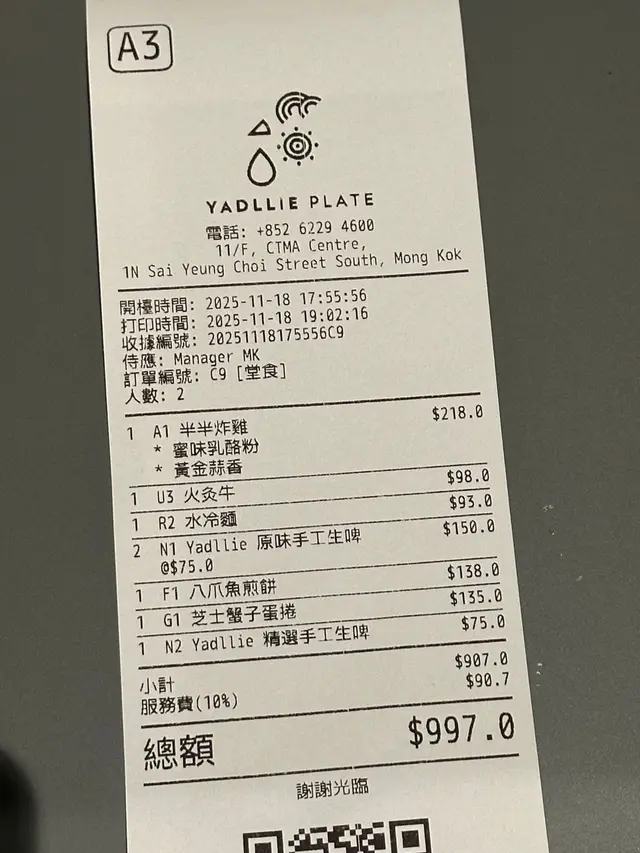 A3
YADLLIE PLATE
電話: +852 6229 4600
11/F, CTMA Centre,
1N Sai Yeung Choi Street South, Mong Kok
開檯時間: 2025-11-18 17:55:56
打印時間: 2025-11-18 19:02:16
收據編號: 20251118175556C9
侍應: Manager MK
訂單編號: C9 [堂食]
人數: 2
1 A1 半半炸雞 $218.0
* 蜜味乳酪粉
* 黃金蒜香
1 U3 火灸牛 $98.0
1 R2 水冷麵 $93.0
2 N1 Yadllie 原味手工生啤 $150.0
@$75.0
1 F1 八爪魚煎餅 $138.0
1 G1 芝士蟹子蛋捲 $135.0
1 N2 Yadllie 精選手工生啤 $75.0
小計 $907.0
服務費(10%) $90.7
總額 $997.0
謝謝光臨